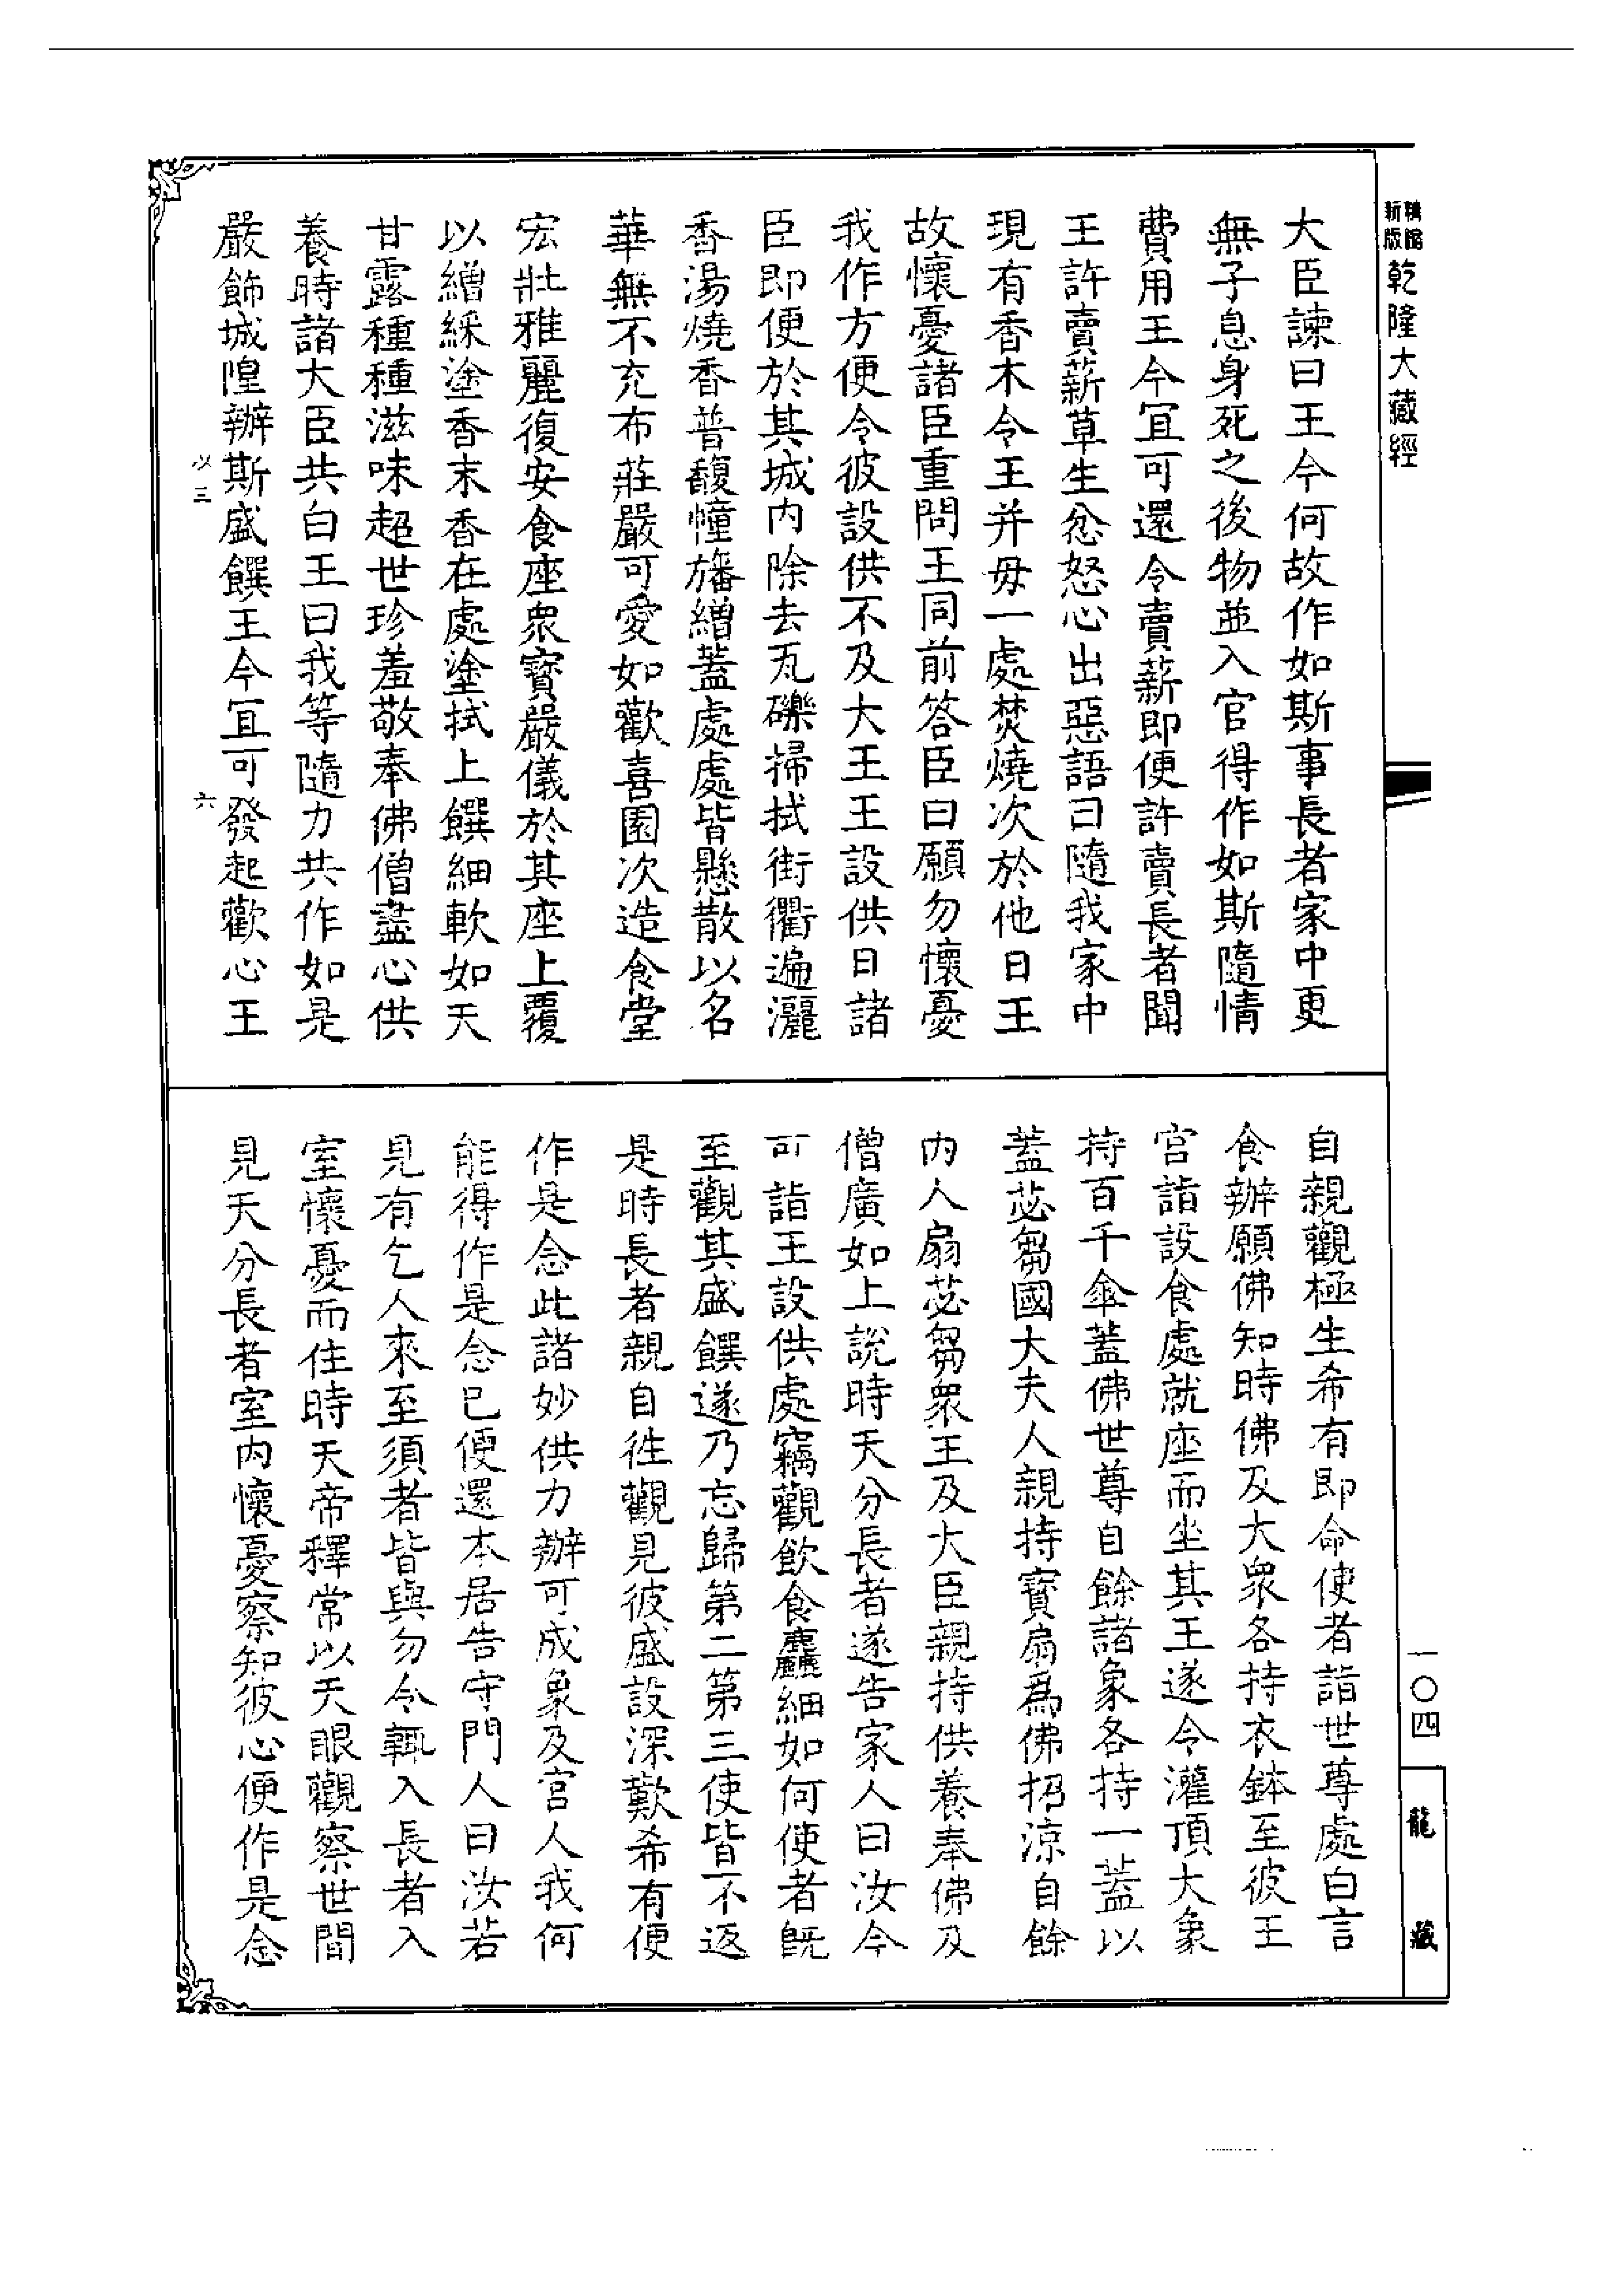 精繕
新版
乾隆大藏經
大臣諫曰王今何故作如斯事長者家中更
無子息身死之後物並入官得作如斯隨情
費用王今宜可還令賣薪即便許賣長者聞
王許賣薪草生忿怒心出惡語曰隨我家中
現有香木令王并毋一處焚燒次於他日王
故懷憂諸臣重問王同前答臣曰願勿懷憂
我作方便令彼設供不及大王王設供日諸
臣即便於其城内除去瓦礫掃拭街衢遍灑
香湯燒香普馥幢旛繒蓋處處皆懸散以名
華無不充布莊嚴可愛如歡喜園次造食堂
宏壯雅麗復安食座衆寶嚴儀於其座上覆
以繒綵塗香末香在處塗拭上饌細軟如天
甘露種種滋味超世珍羞敬奉佛僧盡心供
養時諸大臣共白王曰我等隨力共作如是
嚴飾城隍辦斯盛饌王今宜可發起歡心王
以三
六
自親觀極生希有即命使者詣世尊處白言
食辦願佛知時佛及大衆各持衣鉢至彼王
宮詣設食處就座而坐其王遂令灌頂大象
持百千傘蓋佛世尊自餘諸象各持一蓋以
蓋苾芻國大夫人親持寶扇爲佛招涼自餘
内人扇苾芻衆王及大臣親持供養奉佛及
僧廣如上説時天分長者遂告家人曰汝今
可詣王設供處竊觀飲食麤細如何使者既
至觀其盛饌遂乃忘歸第二第三使皆不返
是時長者親自徃觀見彼盛設深歎希有便
作是念此諸妙供力辦可成象及宮人我何
能得作是念已便還本居告守門人曰汝若
見有乞人來至須者皆與勿令輒入長者入
室懷憂而住時天帝釋常以天眼觀察世間
見天分長者室内懷憂察知彼心便作是念
一〇四
龍藏